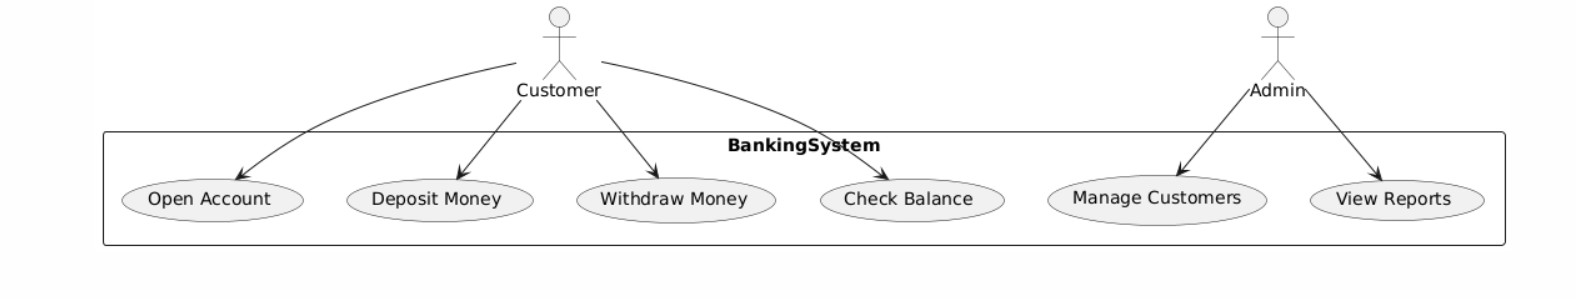 Customer
Admin
BankingSystem
Open Account
Deposit Money
Withdraw Money
Check Balance
Manage Customers
View Reports